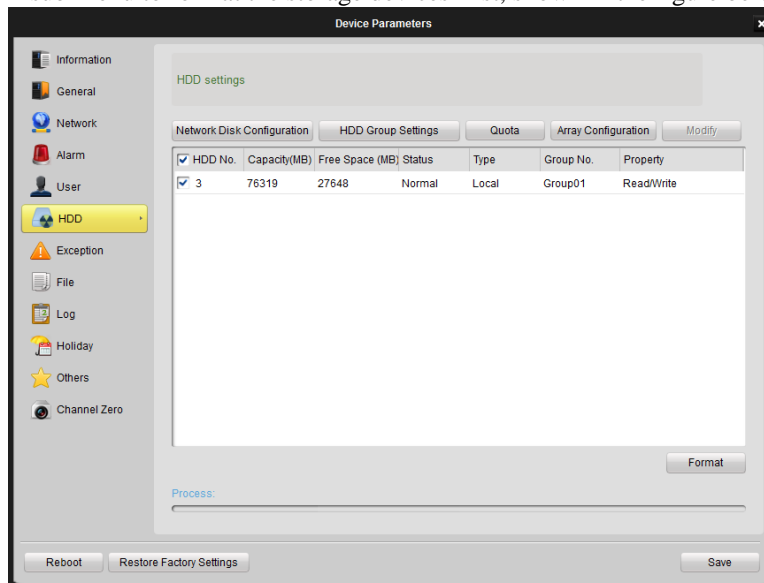 Device Parameters
Information
General
Network
Alarm
User
HDD
Exception
File
Log
Holiday
Others
Channel Zero
HDD settings
Network Disk Configuration HDD Group Settings Quota Array Configuration Modify
HDD No. Capacity(MB) Free Space (MB) Status Type Group No. Property
3 76319 27648 Normal Local Group01 Read/Write
Format
Process:
Reboot Restore Factory Settings Save